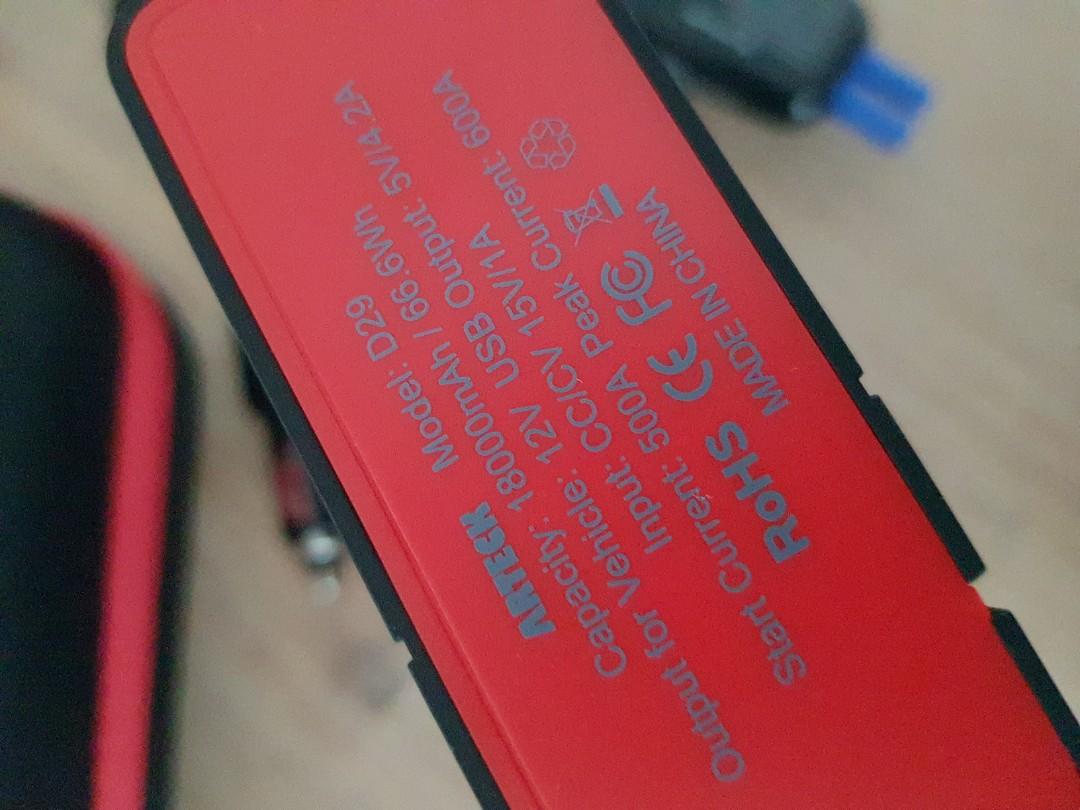 ARTECK Model: D29
Capacity: 18000mAh / 66.6Wh
Output for Vehicle: 12V USB Output: 5V/4.2A
Input: CC/CV 15V/1A
Start Current: 500A Peak Current: 600A
RoHS CE FC
MADE IN CHINA